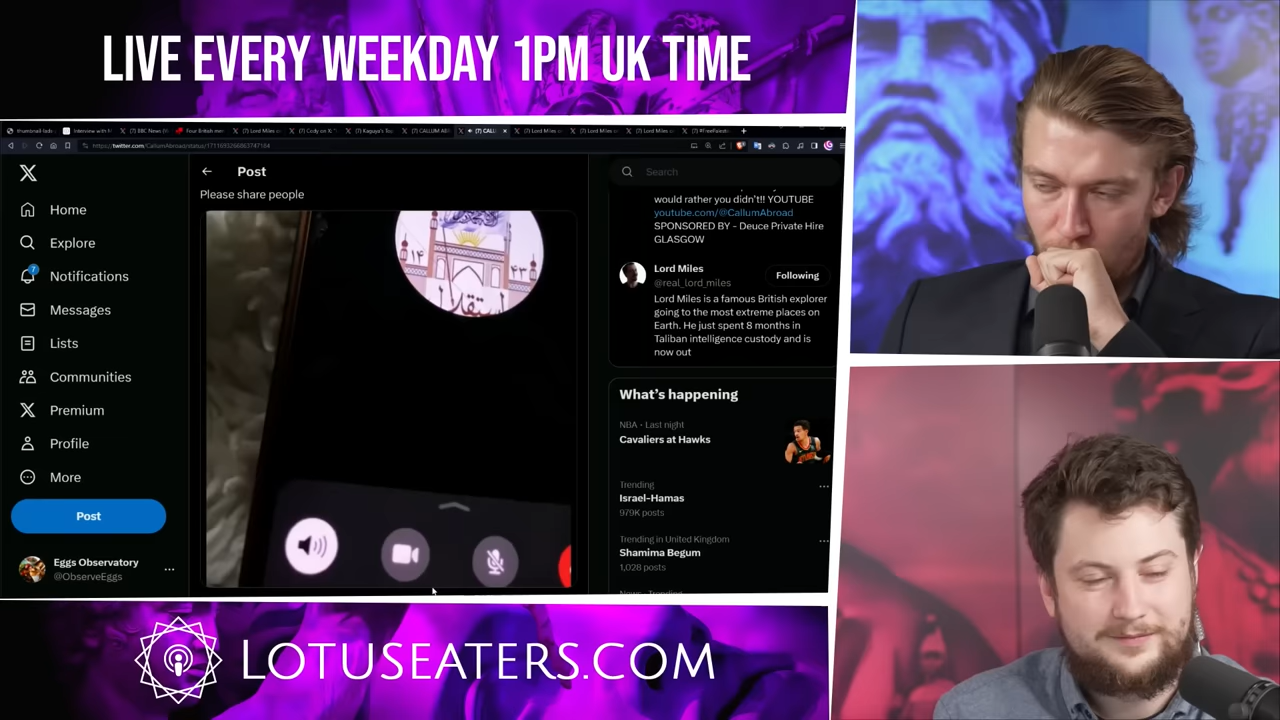 LIVE EVERY WEEKDAY 1PM UK TIME
Post
Please share people
Home
Explore
Notifications
Messages
Lists
Communities
Premium
Profile
More
Post
Eggs Observatory
@ObserveEggs
۱۴
۴۳
Search
would rather you didn't!! YOUTUBE
youtube.com/@CallumAbroad
SPONSORED BY - Deuce Private Hire
GLASGOW
Lord Miles
@real_lord_miles
Following
Lord Miles is a famous British explorer
going to the most extreme places on
Earth. He just spent 8 months in
Taliban intelligence custody and is
now out
What's happening
NBA · Last night
Cavaliers at Hawks
Trending
Israel-Hamas
979K posts
Trending in United Kingdom
Shamima Begum
1,028 posts
LOTUSEATERS.COM